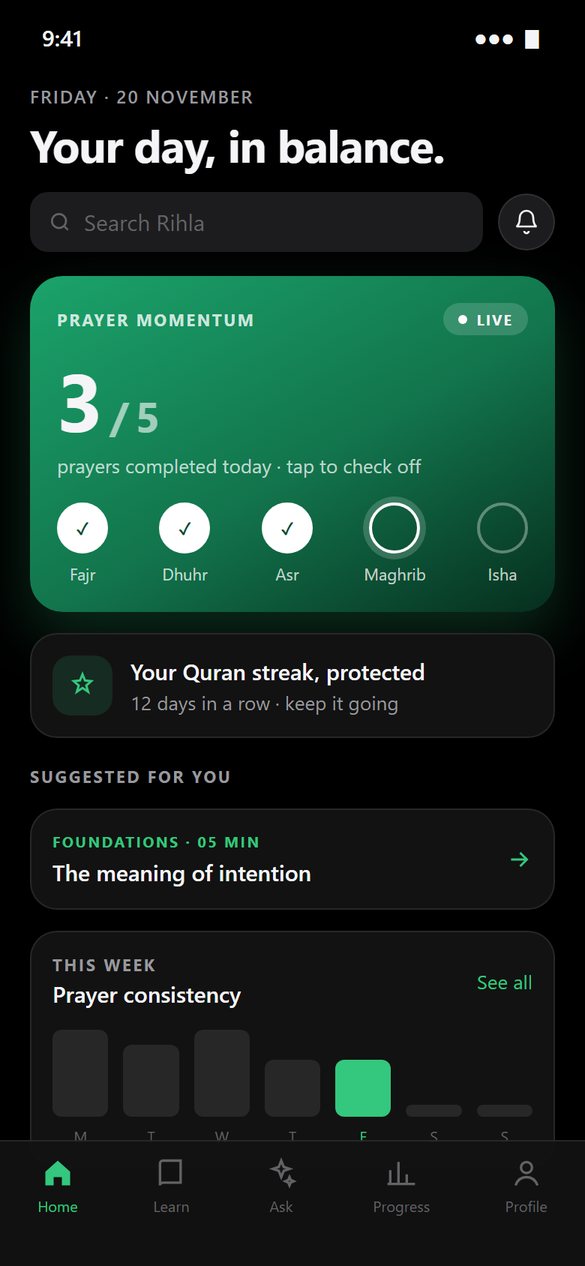 9:41
FRIDAY · 20 NOVEMBER
Your day, in balance.
Search Rihla
PRAYER MOMENTUM
LIVE
3 / 5
prayers completed today · tap to check off
Fajr Dhuhr Asr Maghrib Isha
Your Quran streak, protected
12 days in a row · keep it going
SUGGESTED FOR YOU
FOUNDATIONS · 05 MIN
The meaning of intention
THIS WEEK
Prayer consistency
See all
M T W T F S S
Home Learn Ask Progress Profile